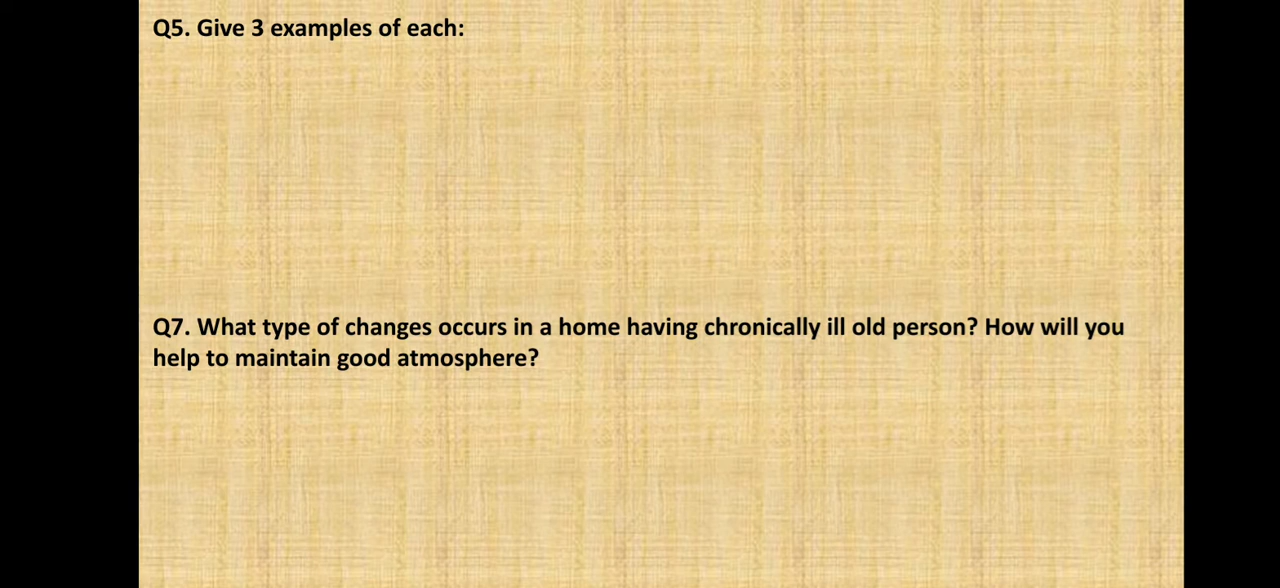 Q5. Give 3 examples of each:
Q7. What type of changes occurs in a home having chronically ill old person? How will you
help to maintain good atmosphere?